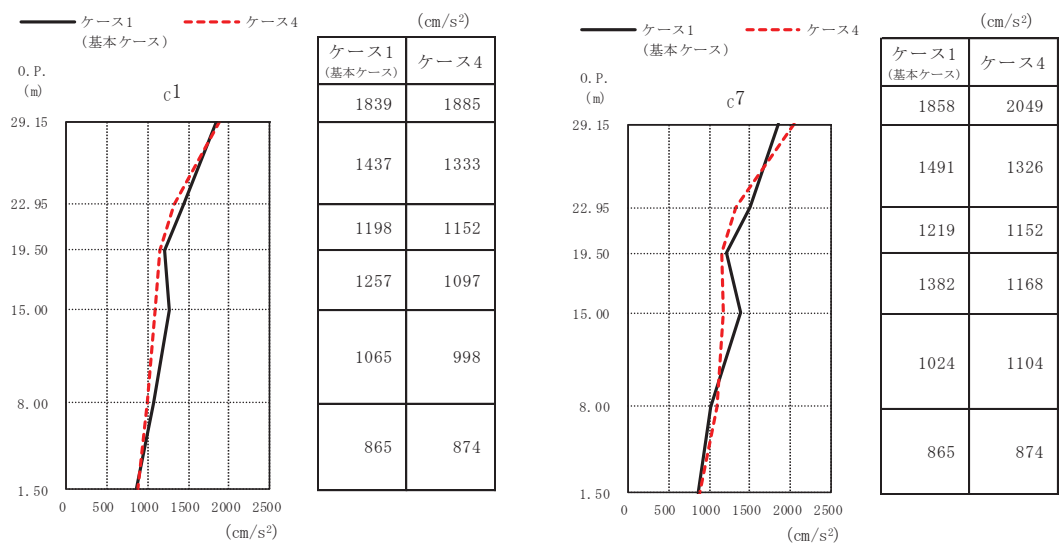 ケース1 ケース4
(基本ケース)
(cm/s²)
ケース1 ケース4
(基本ケース)
1839 1885
1437 1333
1198 1152
1257 1097
1065 998
865 874
O.P.
(m)
C1
29.15
22.95
19.50
15.00
8.00
1.50
0 500 1000 1500 2000 2500
(cm/s²)
ケース1 ケース4
(基本ケース)
(cm/s²)
ケース1 ケース4
(基本ケース)
1858 2049
1491 1326
1219 1152
1382 1168
1024 1104
865 874
O.P.
(m)
C7
29.15
22.95
19.50
15.00
8.00
1.50
0 500 1000 1500 2000 2500
(cm/s²)